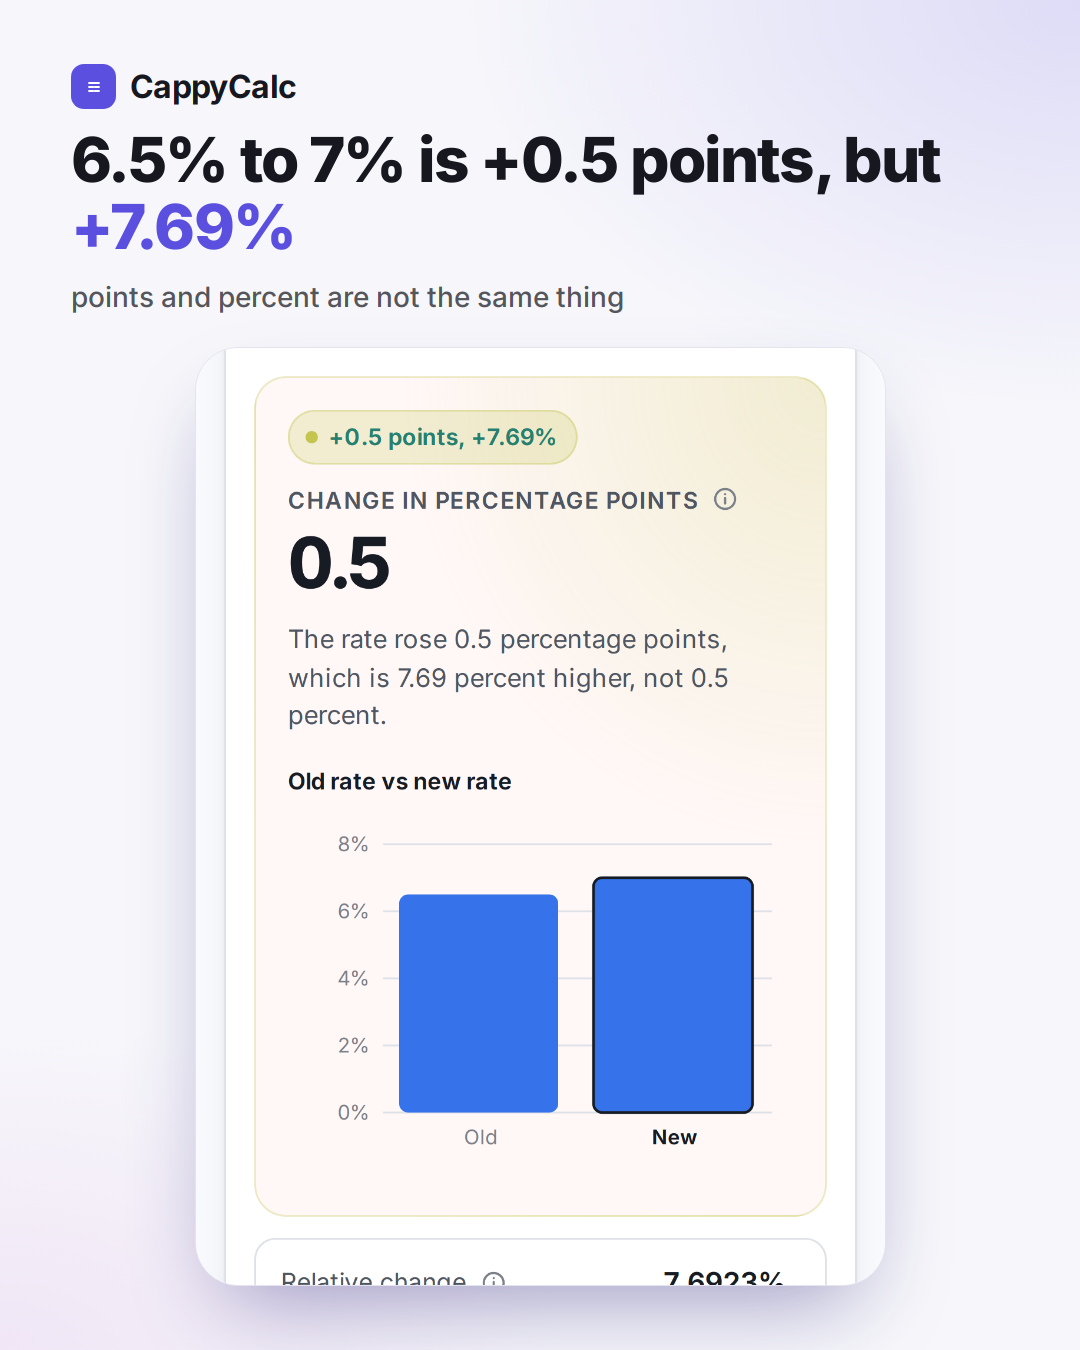 CappyCalc
6.5% to 7% is +0.5 points, but
+7.69%
points and percent are not the same thing
+0.5 points, +7.69%
CHANGE IN PERCENTAGE POINTS
0.5
The rate rose 0.5 percentage points,
which is 7.69 percent higher, not 0.5
percent.
Old rate vs new rate
8%
6%
4%
2%
0%
Old New
Relative change 7.6923%